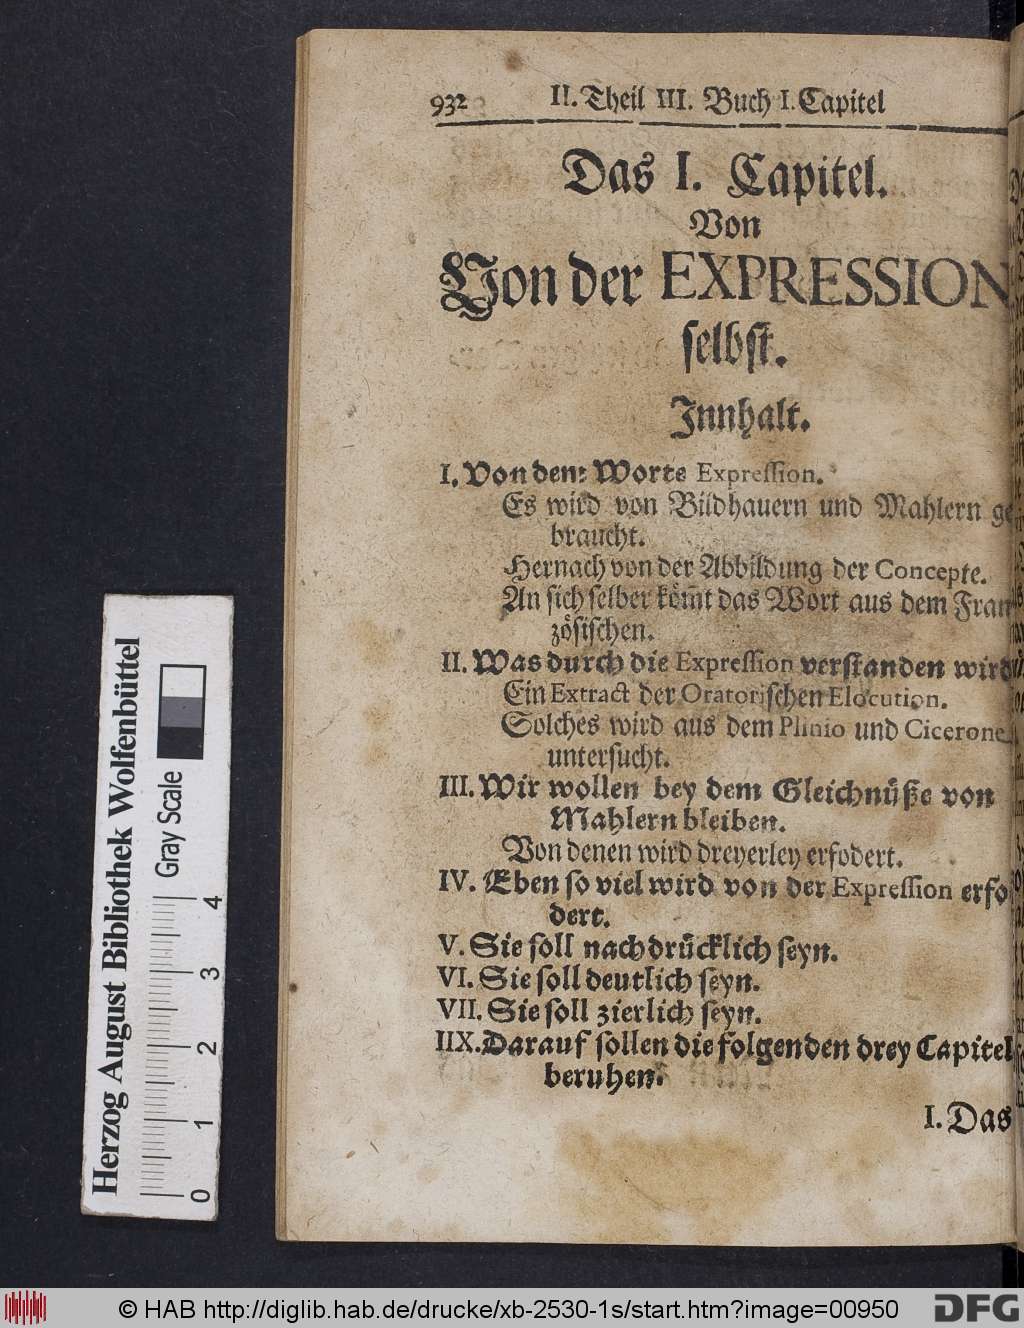 932 II. Theil III. Buch I. Capitel
Das I. Capitel.
Von
Von der EXPRESSION
selbst.
Innhalt.
I. Von dem Worte Expression.
Es wird von Bildhauern und Mahlern ge
braucht.
Hernach von der Abbildung der Concepte.
An sich selber köm̃t das Wort aus dem Fran
zösischen.
II. Was durch die Expression verstanden wird
Ein Extract der Oratorischen Elocution.
Solches wird aus dem Plinio und Cicerone
untersucht.
III. Wir wollen bey dem Gleichnüße von
Mahlern bleiben.
Von denen wird dreyerley erfodert.
IV. Eben so viel wird von der Expression erfo
dert.
V. Sie soll nachdrücklich seyn.
VI. Sie soll deutlich seyn.
VII. Sie soll zierlich seyn.
IIX. Darauf sollen die folgenden drey Capitel
beruhen.
I. Das
Herzog August Bibliothek Wolfenbüttel
Gray Scale
0 1 2 3 4
© HAB http://diglib.hab.de/drucke/xb-2530-1s/start.htm?image=00950
DFG